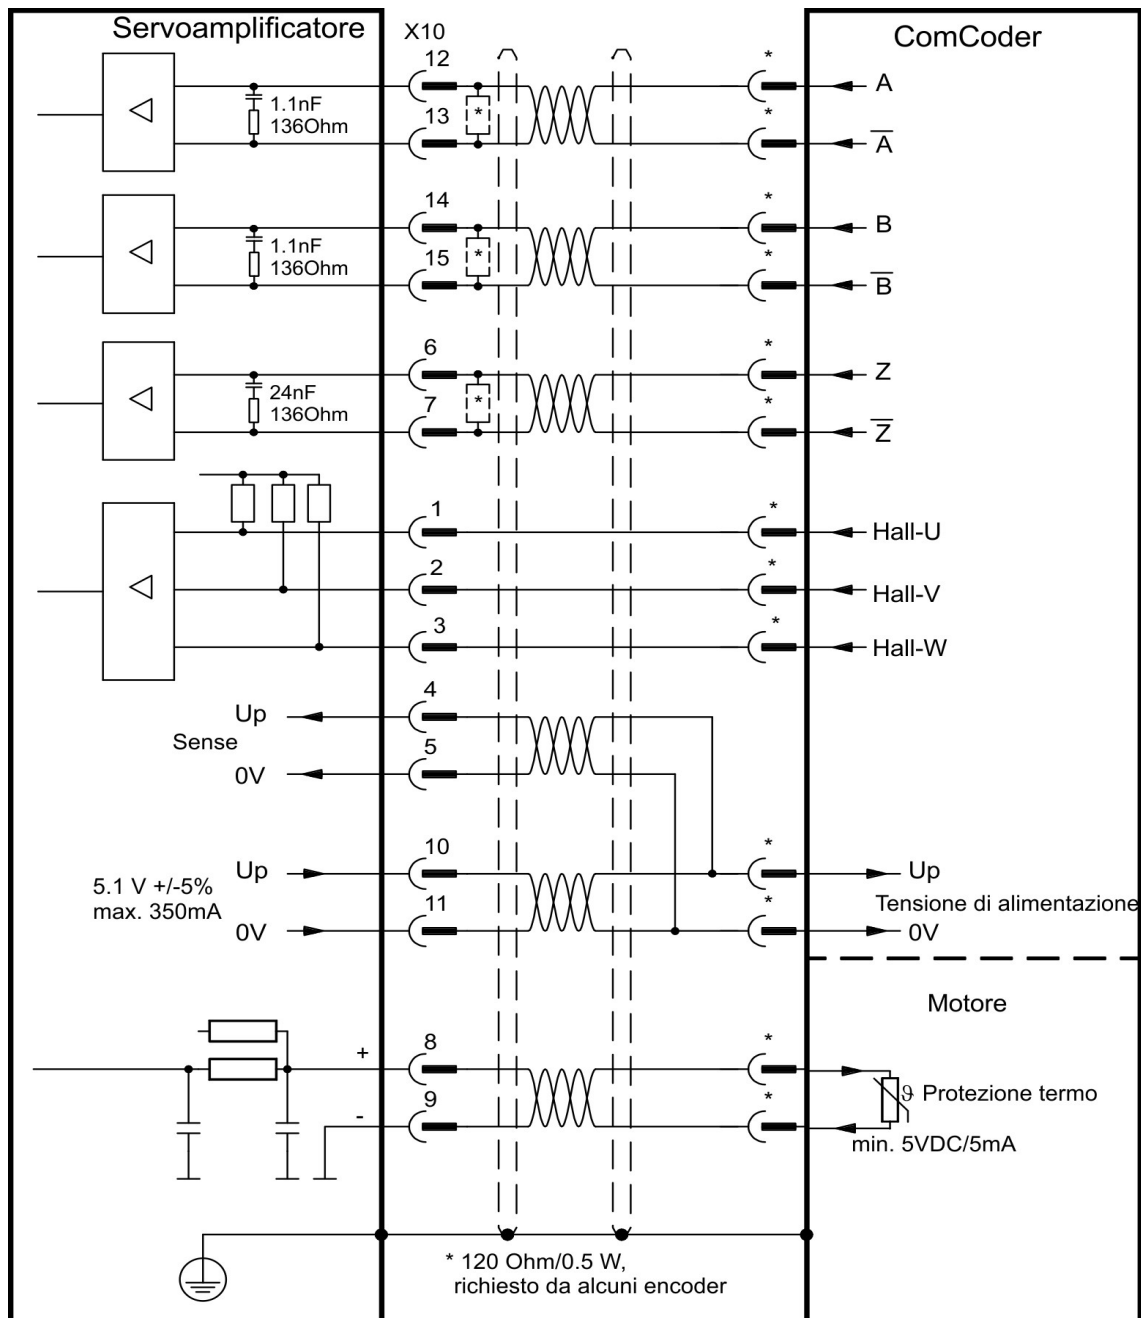 Servoamplificatore
X10
ComCoder
12
*
A
1.1nF
136Ohm
*
13
*
A̅
14
*
B
1.1nF
136Ohm
*
15
*
B̅
6
*
Z
24nF
136Ohm
*
7
*
Z̅
1
*
Hall-U
2
*
Hall-V
3
*
Hall-W
Up
4
Sense
5
0V
Up
10
*
Up
5.1 V +/-5%
max. 350mA
Tensione di alimentazione
0V
11
*
0V
Motore
+
8
*
ϑ Protezione termo
-
9
*
min. 5VDC/5mA
* 120 Ohm/0.5 W,
richiesto da alcuni encoder